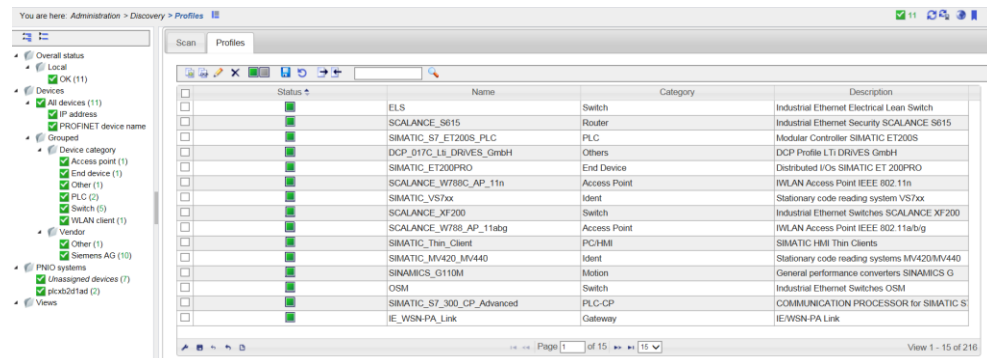 You are here: Administration > Discovery > Profiles
11
Overall status
Local
OK (11)
Devices
All devices (11)
IP address
PROFINET device name
Grouped
Device category
Access point (1)
End device (1)
Other (1)
PLC (2)
Switch (5)
WLAN client (1)
Vendor
Other (1)
Siemens AG (10)
PNIO systems
Unassigned devices (7)
plcxb2d1ad (2)
Views
Scan Profiles
Status Name Category Description
ELS Switch Industrial Ethernet Electrical Lean Switch
SCALANCE_S615 Router Industrial Ethernet Security SCALANCE S615
SIMATIC_S7_ET200S_PLC PLC Modular Controller SIMATIC ET200S
DCP_017C_Lti_DRiVES_GmbH Others DCP Profile LTi DRiVES GmbH
SIMATIC_ET200PRO End Device Distributed I/Os SIMATIC ET 200PRO
SCALANCE_W788C_AP_11n Access Point IWLAN Access Point IEEE 802.11n
SIMATIC_VS7xx Ident Stationary code reading system VS7xx
SCALANCE_XF200 Switch Industrial Ethernet Switches SCALANCE XF200
SCALANCE_W788_AP_11abg Access Point IWLAN Access Point IEEE 802.11a/b/g
SIMATIC_Thin_Client PC/HMI SIMATIC HMI Thin Clients
SIMATIC_MV420_MV440 Ident Stationary code reading systems MV420/MV440
SINAMICS_G110M Motion General performance converters SINAMICS G
OSM Switch Industrial Ethernet Switches OSM
SIMATIC_S7_300_CP_Advanced PLC-CP COMMUNICATION PROCESSOR for SIMATIC S
IE_WSN-PA_Link Gateway IE/WSN-PA Link
Page 1 of 15 15 View 1 - 15 of 216